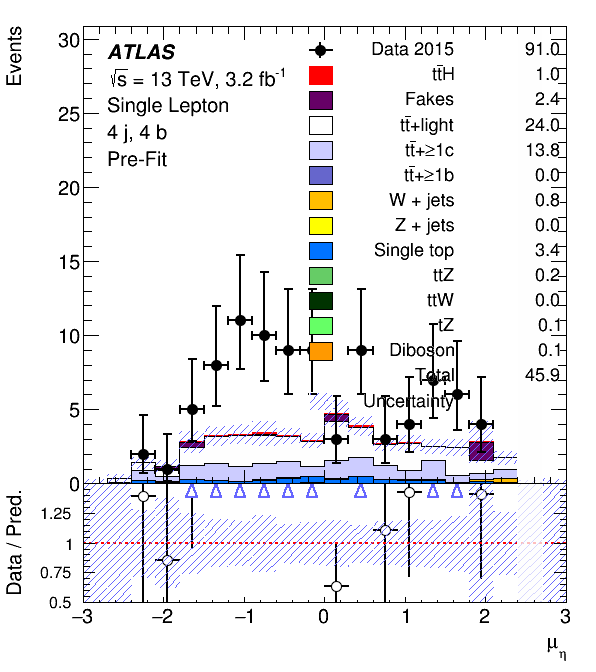 Events
30
25
20
15
10
5
0
ATLAS
√s = 13 TeV, 3.2 fb⁻¹
Single Lepton
4 j, 4 b
Pre-Fit
Data 2015 91.0
tt̄H 1.0
Fakes 2.4
tt̄+light 24.0
tt̄+≥1c 13.8
tt̄+≥1b 0.0
W + jets 0.8
Z + jets 0.0
Single top 3.4
ttZ 0.2
ttW 0.0
tZ 0.1
Diboson 0.1
Total 45.9
Uncertainty
Data / Pred.
1.25
1
0.75
0.5
−3 −2 −1 0 1 2 3
μ_η